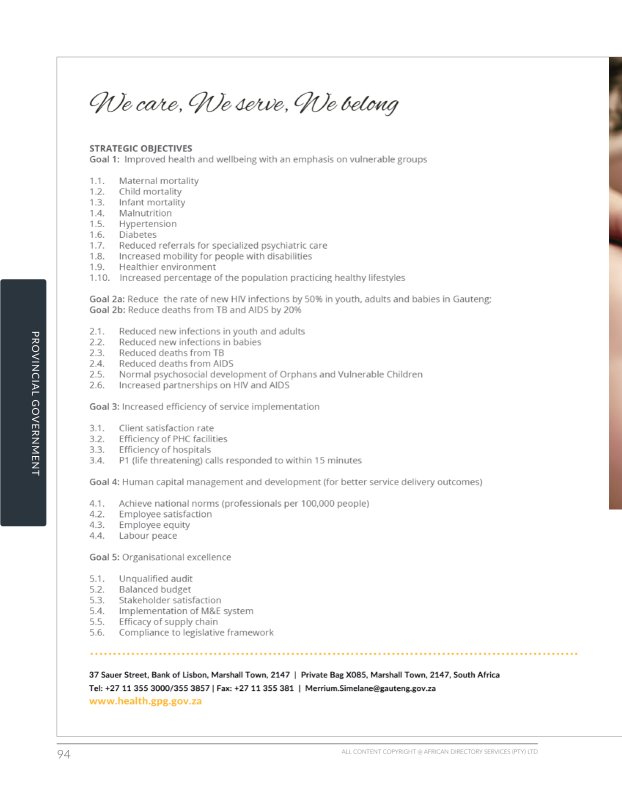 We care, We serve, We belong
STRATEGIC OBJECTIVES
Goal 1: Improved health and wellbeing with an emphasis on vulnerable groups
1.1. Maternal mortality
1.2. Child mortality
1.3. Infant mortality
1.4. Malnutrition
1.5. Hypertension
1.6. Diabetes
1.7. Reduced referrals for specialized psychiatric care
1.8. Increased mobility for people with disabilities
1.9. Healthier environment
1.10. Increased percentage of the population practicing healthy lifestyles
Goal 2a: Reduce the rate of new HIV infections by 50% in youth, adults and babies in Gauteng;
Goal 2b: Reduce deaths from TB and AIDS by 20%
2.1. Reduced new infections in youth and adults
2.2. Reduced new infections in babies
2.3. Reduced deaths from TB
2.4. Reduced deaths from AIDS
2.5. Normal psychosocial development of Orphans and Vulnerable Children
2.6. Increased partnerships on HIV and AIDS
Goal 3: Increased efficiency of service implementation
3.1. Client satisfaction rate
3.2. Efficiency of PHC facilities
3.3. Efficiency of hospitals
3.4. P1 (life threatening) calls responded to within 15 minutes
Goal 4: Human capital management and development (for better service delivery outcomes)
4.1. Achieve national norms (professionals per 100,000 people)
4.2. Employee satisfaction
4.3. Employee equity
4.4. Labour peace
Goal 5: Organisational excellence
5.1. Unqualified audit
5.2. Balanced budget
5.3. Stakeholder satisfaction
5.4. Implementation of M&E system
5.5. Efficacy of supply chain
5.6. Compliance to legislative framework
37 Sauer Street, Bank of Lisbon, Marshall Town, 2147 | Private Bag X085, Marshall Town, 2147, South Africa
Tel: +27 11 355 3000/355 3857 | Fax: +27 11 355 381 | Merrium.Simelane@gauteng.gov.za
www.health.gpg.gov.za
PROVINCIAL GOVERNMENT
94
ALL CONTENT COPYRIGHT @ AFRICAN DIRECTORY SERVICES (PTY) LTD